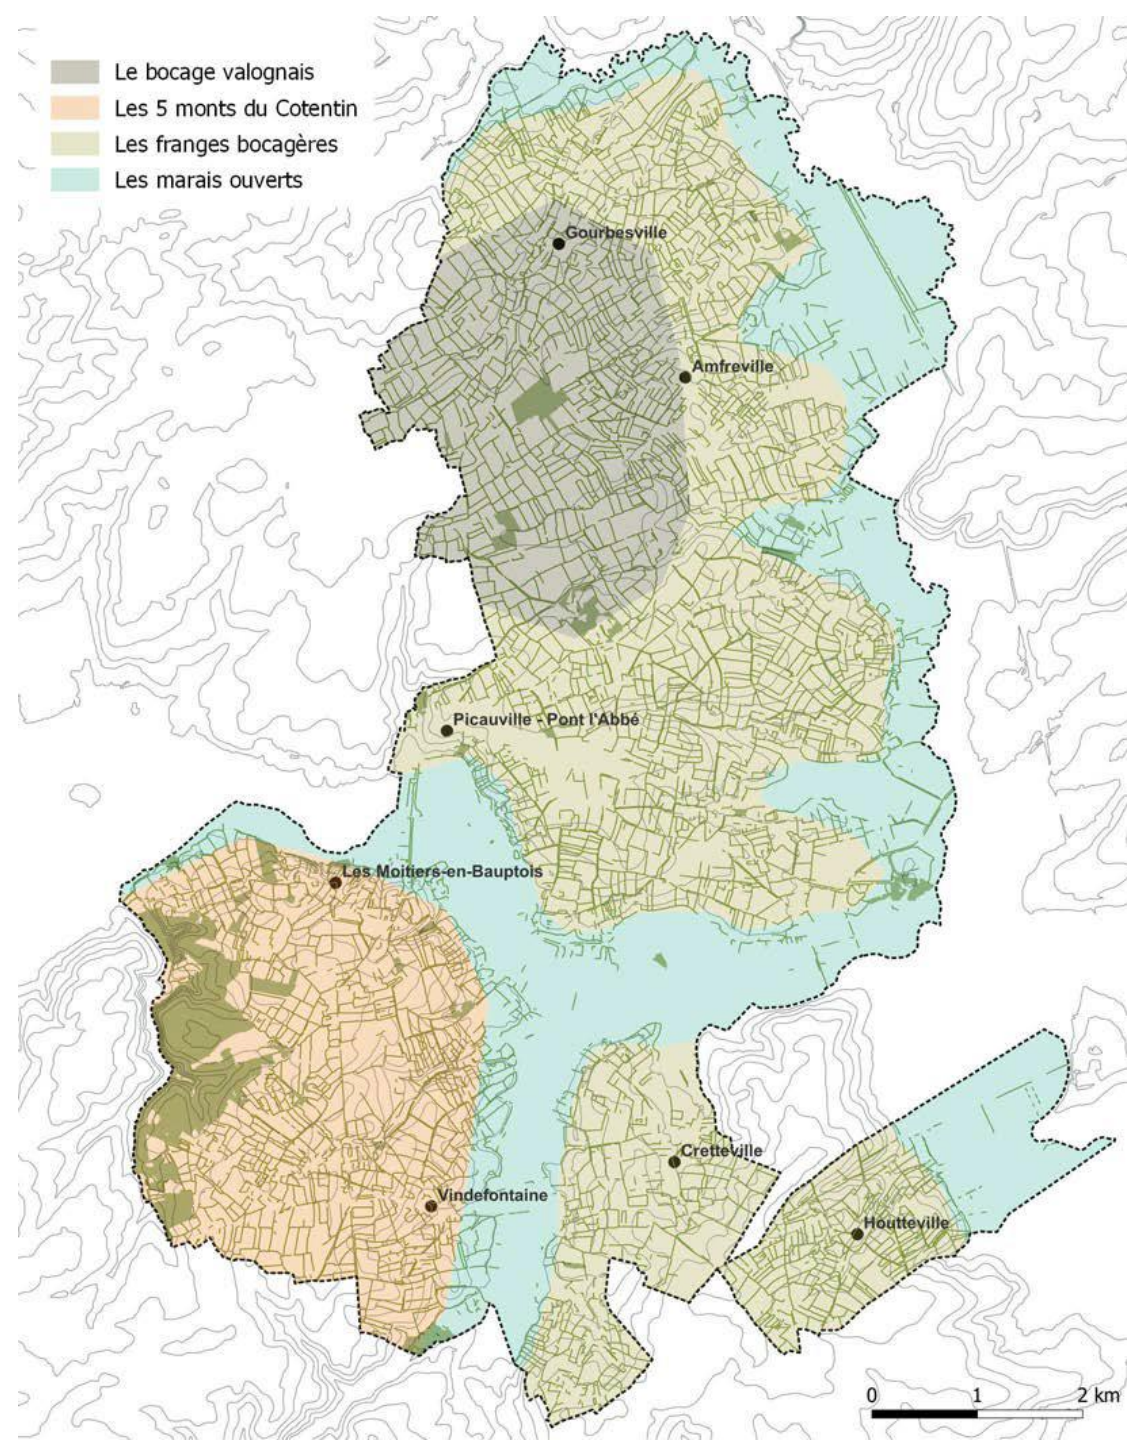 Le bocage valognais
Les 5 monts du Cotentin
Les franges bocagères
Les marais ouverts
Gourbesville
Amfreville
Picauville - Pont l'Abbé
Les Moitiers-en-Bauptois
Cretteville
Vindefontaine
Houtteville
0 1 2 km